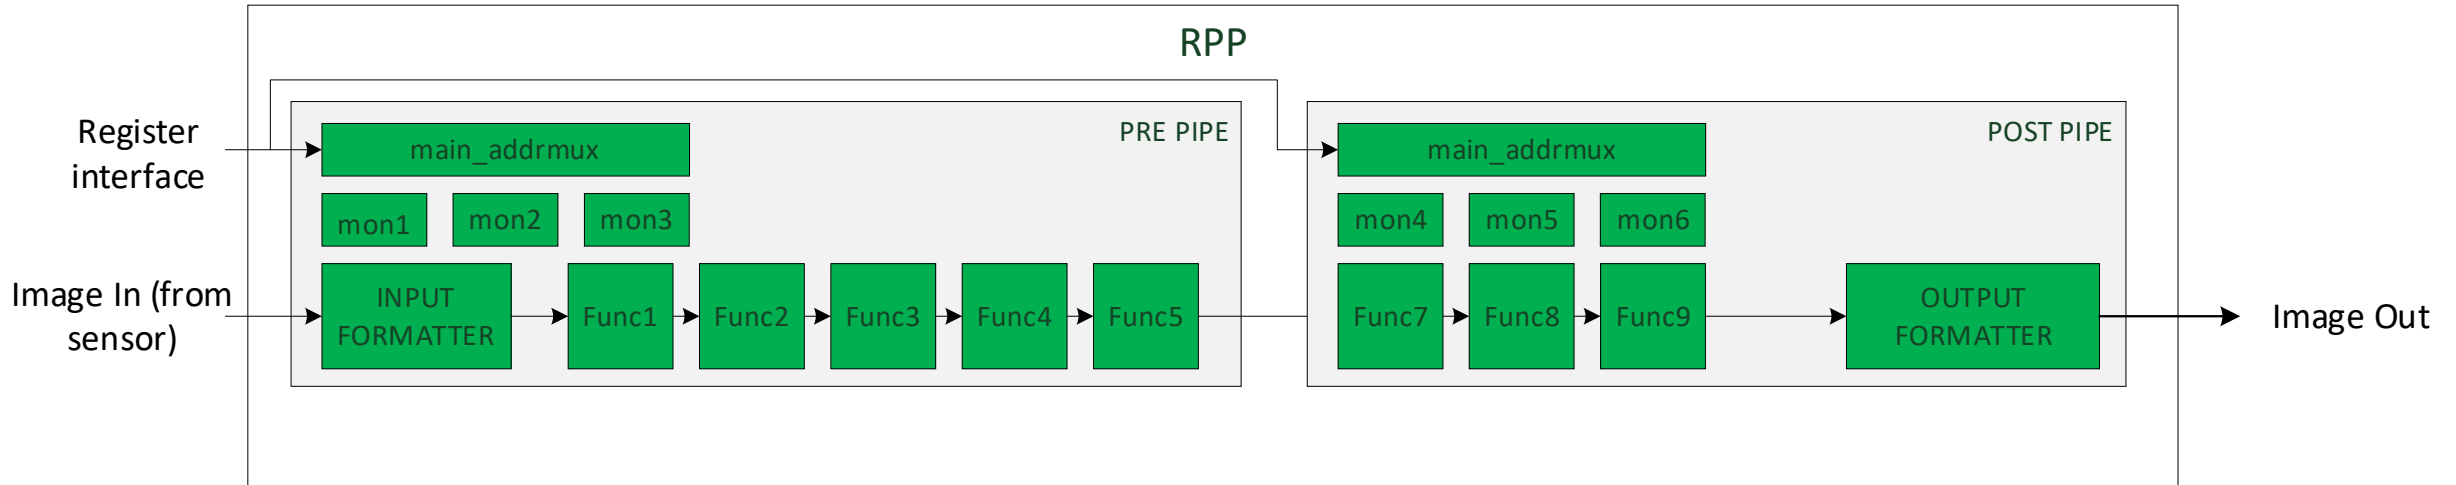 RPP
Register
interface
main_addrmux
PRE PIPE
main_addrmux
POST PIPE
mon1
mon2
mon3
mon4
mon5
mon6
Image In (from
sensor)
INPUT
FORMATTER
Func1
Func2
Func3
Func4
Func5
Func7
Func8
Func9
OUTPUT
FORMATTER
Image Out